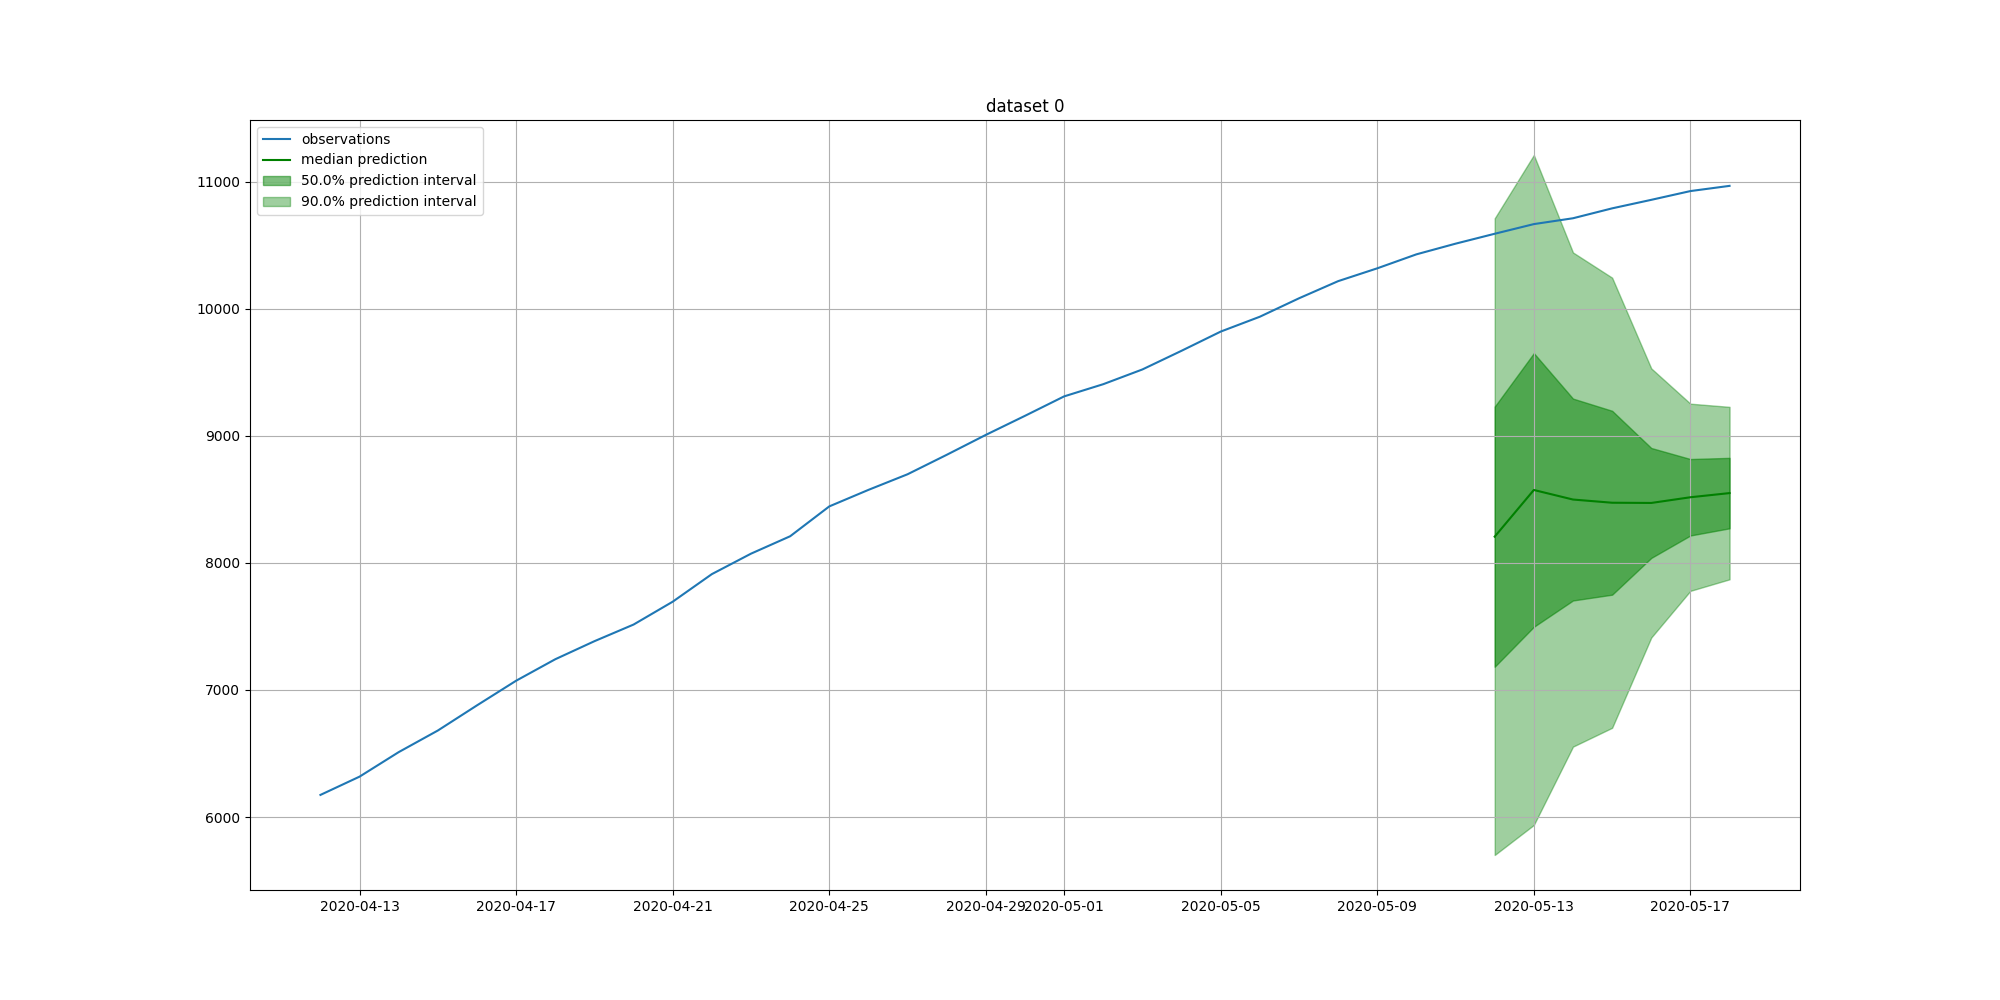 dataset 0
observations
median prediction
50.0% prediction interval
90.0% prediction interval
11000
10000
9000
8000
7000
6000
2020-04-13 2020-04-17 2020-04-21 2020-04-25 2020-04-29 2020-05-01 2020-05-05 2020-05-09 2020-05-13 2020-05-17